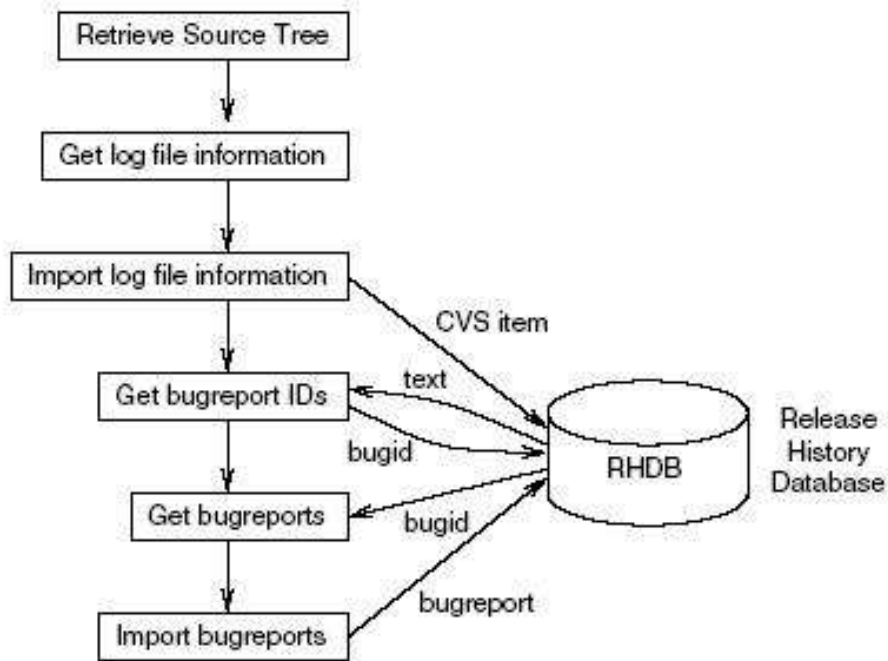 Retrieve Source Tree
Get log file information
Import log file information
CVS item
text
Get bugreport IDs
bugid
RHDB
Release
History
Database
Get bugreports
bugid
bugreport
Import bugreports